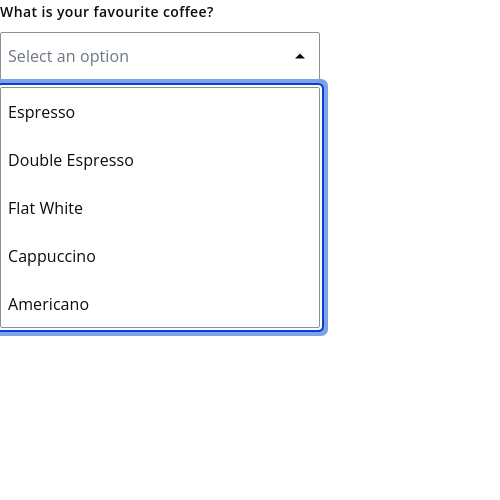 What is your favourite coffee?
Select an option
Espresso
Double Espresso
Flat White
Cappuccino
Americano